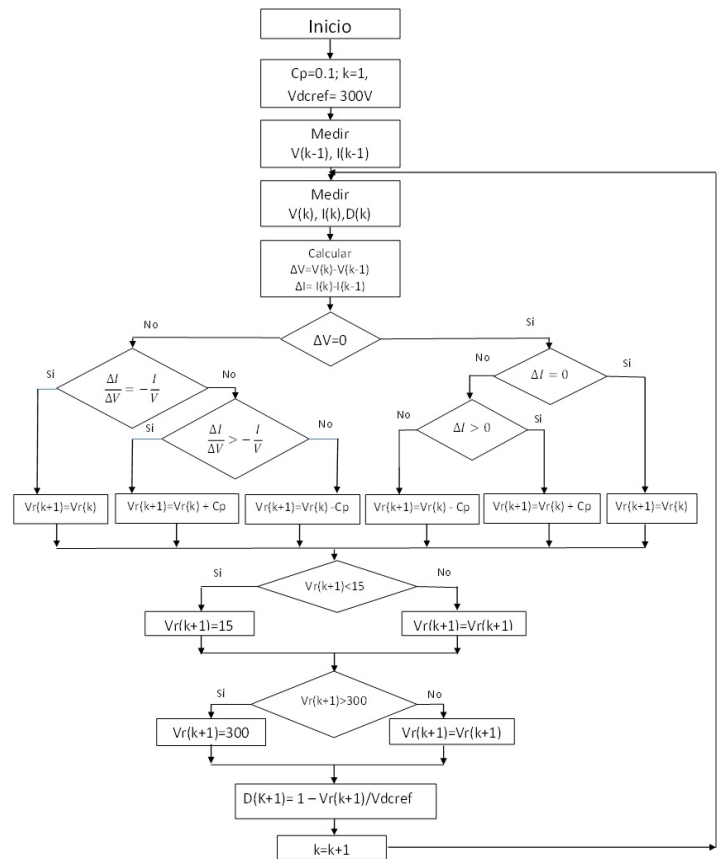 Inicio
Cp=0.1; k=1,
Vdcref= 300V
Medir
V(k-1), I(k-1)
Medir
V(k), I(k),D(k)
Calcular
ΔV=V(k)-V(k-1)
ΔI= I(k)-I(k-1)
No
ΔV=0
Si
Si
ΔI/ΔV = − I/V
No
No
ΔI = 0
Si
ΔI/ΔV > − I/V
No
No
ΔI > 0
Si
Si
Vr(k+1)=Vr(k)
Vr(k+1)=Vr(k) + Cp
Vr(k+1)=Vr(k) -Cp
Vr(k+1)=Vr(k) - Cp
Vr(k+1)=Vr(k) + Cp
Vr(k+1)=Vr(k)
Si
Vr(k+1)<15
No
Vr(k+1)=15
Vr(k+1)=Vr(k+1)
Si
Vr(k+1)>300
No
Vr(k+1)=300
Vr(k+1)=Vr(k+1)
D(K+1)= 1 – Vr(k+1)/Vdcref
k=k+1